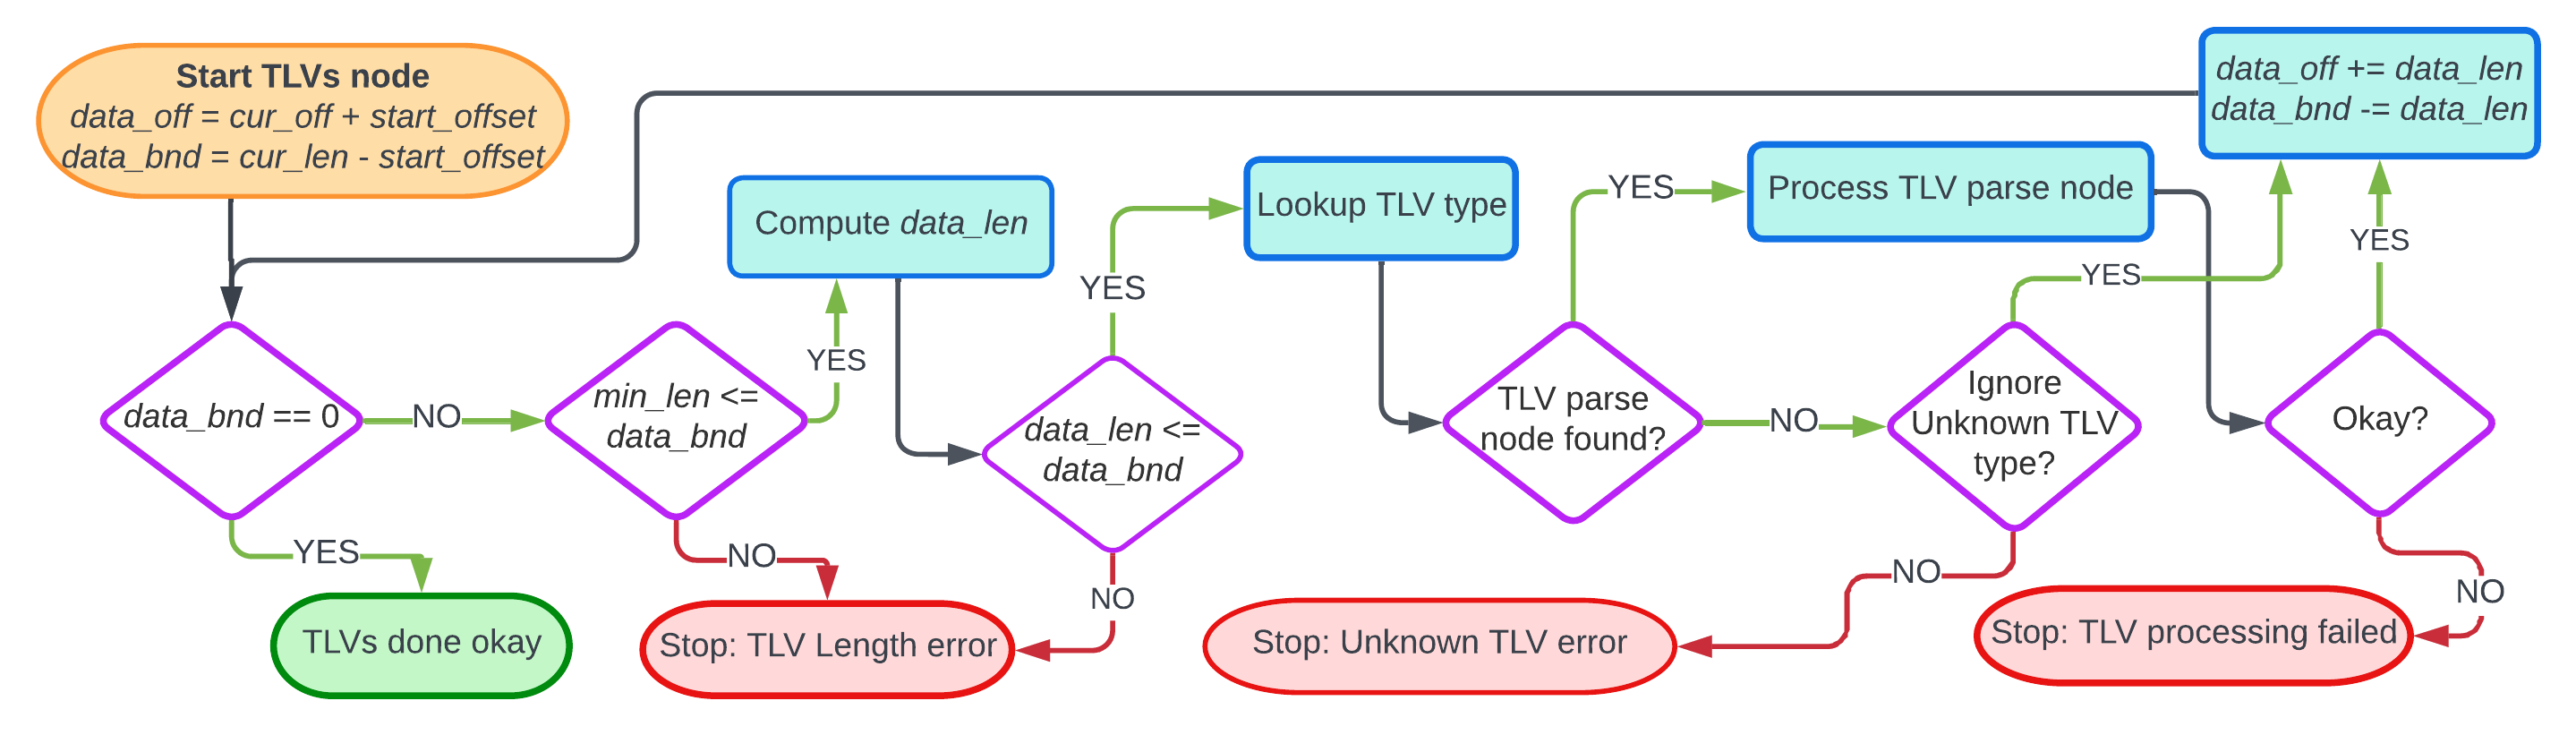 Start TLVs node
data_off = cur_off + start_offset
data_bnd = cur_len - start_offset
data_bnd == 0
NO
YES
TLVs done okay
min_len <=
data_bnd
YES
NO
Stop: TLV Length error
Compute data_len
data_len <=
data_bnd
YES
NO
Lookup TLV type
TLV parse
node found?
YES
NO
Process TLV parse node
Ignore
Unknown TLV
type?
YES
NO
Stop: Unknown TLV error
Okay?
YES
NO
Stop: TLV processing failed
data_off += data_len
data_bnd -= data_len